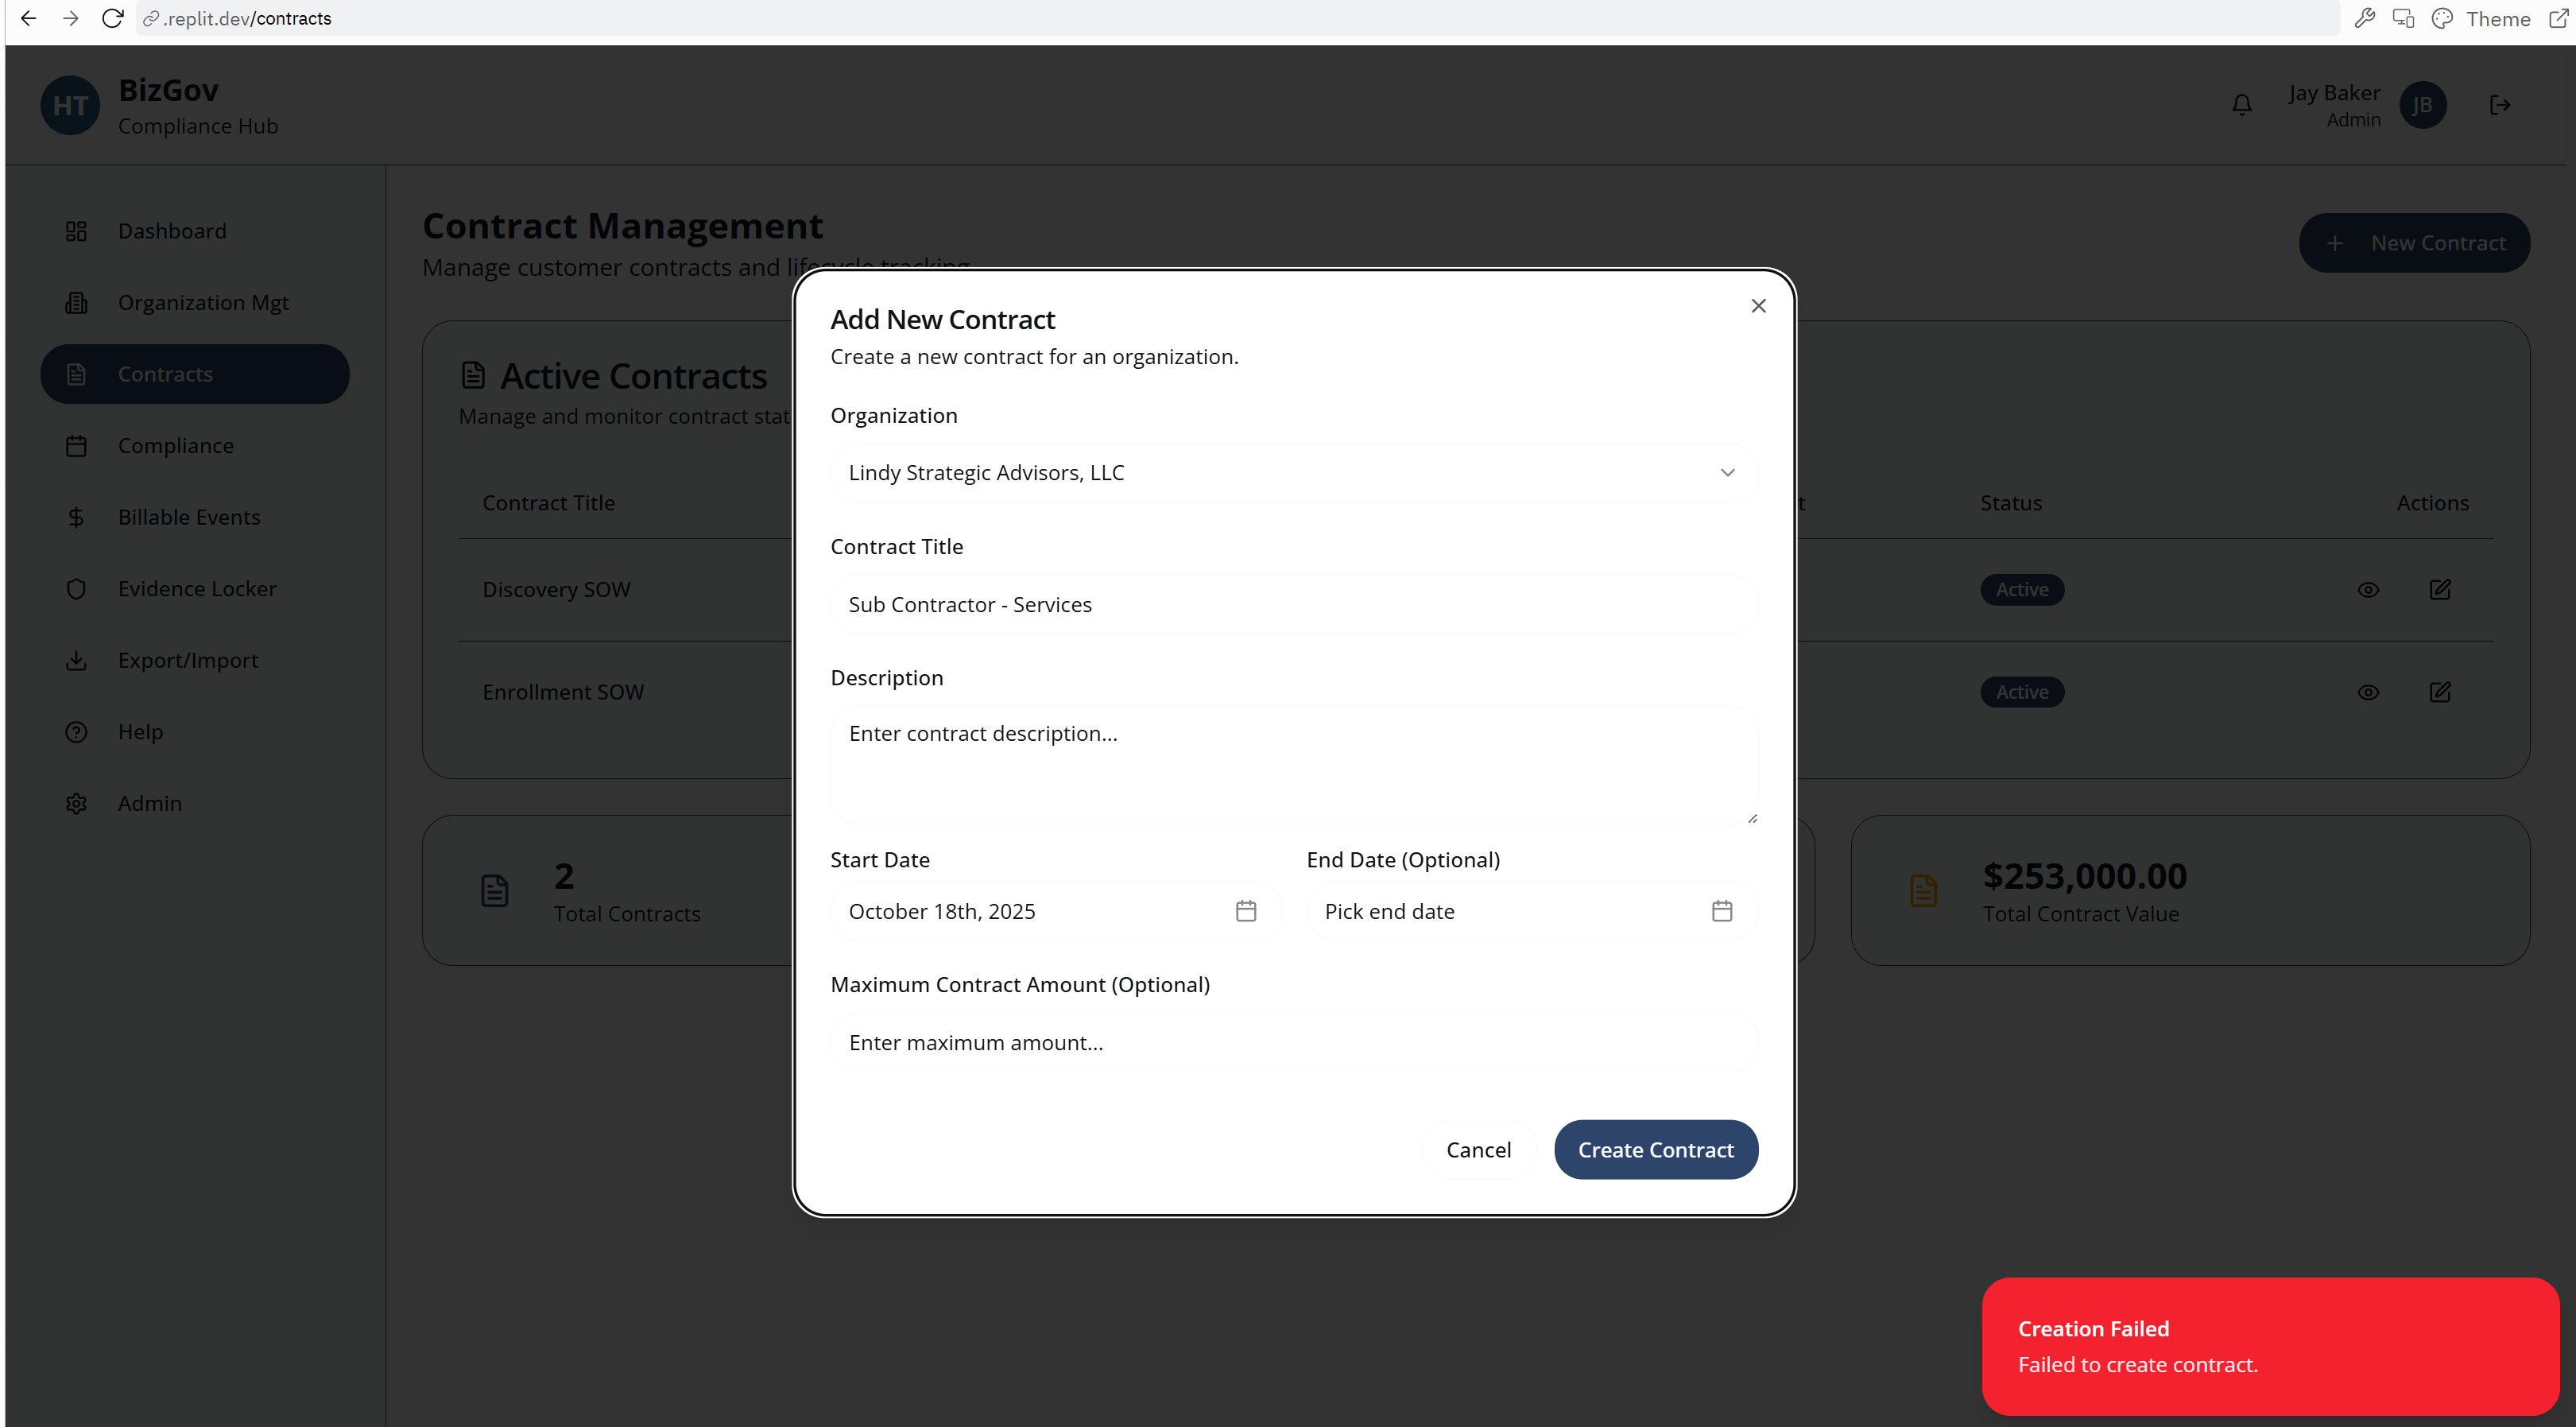 .replit.dev/contracts
Theme
HT
BizGov
Compliance Hub
Jay Baker
Admin
JB
Dashboard
Organization Mgt
Contracts
Compliance
Billable Events
Evidence Locker
Export/Import
Help
Admin
Contract Management
Manage customer contracts and lifecycle tracking
New Contract
Active Contracts
Manage and monitor contract stat
Contract Title
t
Status
Actions
Discovery SOW
Active
Enrollment SOW
Active
2
Total Contracts
$253,000.00
Total Contract Value
Add New Contract
Create a new contract for an organization.
Organization
Lindy Strategic Advisors, LLC
Contract Title
Sub Contractor - Services
Description
Enter contract description...
Start Date
End Date (Optional)
October 18th, 2025
Pick end date
Maximum Contract Amount (Optional)
Enter maximum amount...
Cancel
Create Contract
Creation Failed
Failed to create contract.